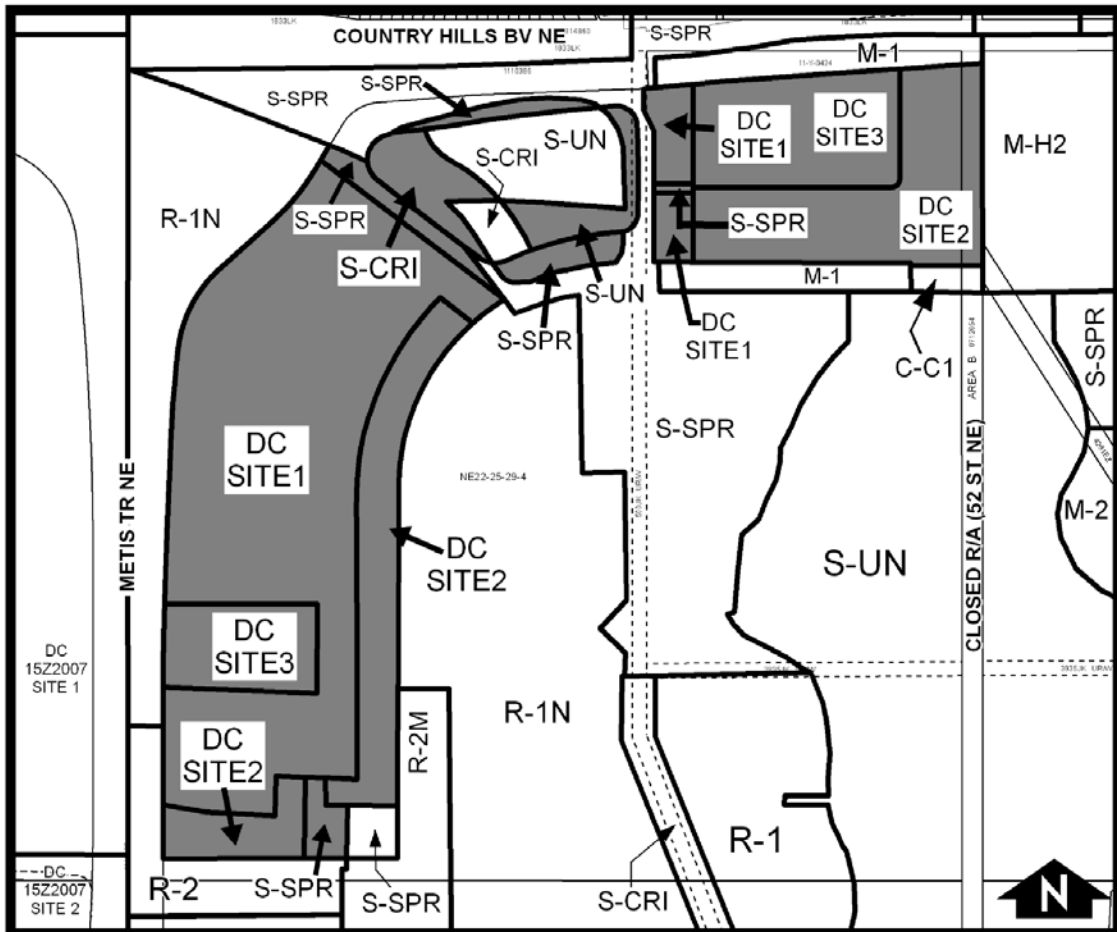 1833LK
COUNTRY HILLS BV NE
1833LK
S-SPR
M-1
S-SPR
S-SPR
DC
SITE1
DC
SITE3
S-UN
S-CRI
M-H2
R-1N
S-SPR
S-CRI
S-SPR
DC
SITE2
M-1
S-UN
S-SPR
DC
SITE1
C-C1
S-SPR
AREA B
S-SPR
METIS TR NE
DC
SITE1
NE22-25-29-4
DC
SITE2
S-UN
M-2
CLOSED R/A (52 ST NE)
DC
15Z2007
SITE 1
DC
SITE3
R-1N
R-2M
DC
SITE2
R-1
DC
15Z2007
SITE 2
R-2
S-SPR
S-SPR
S-CRI
N